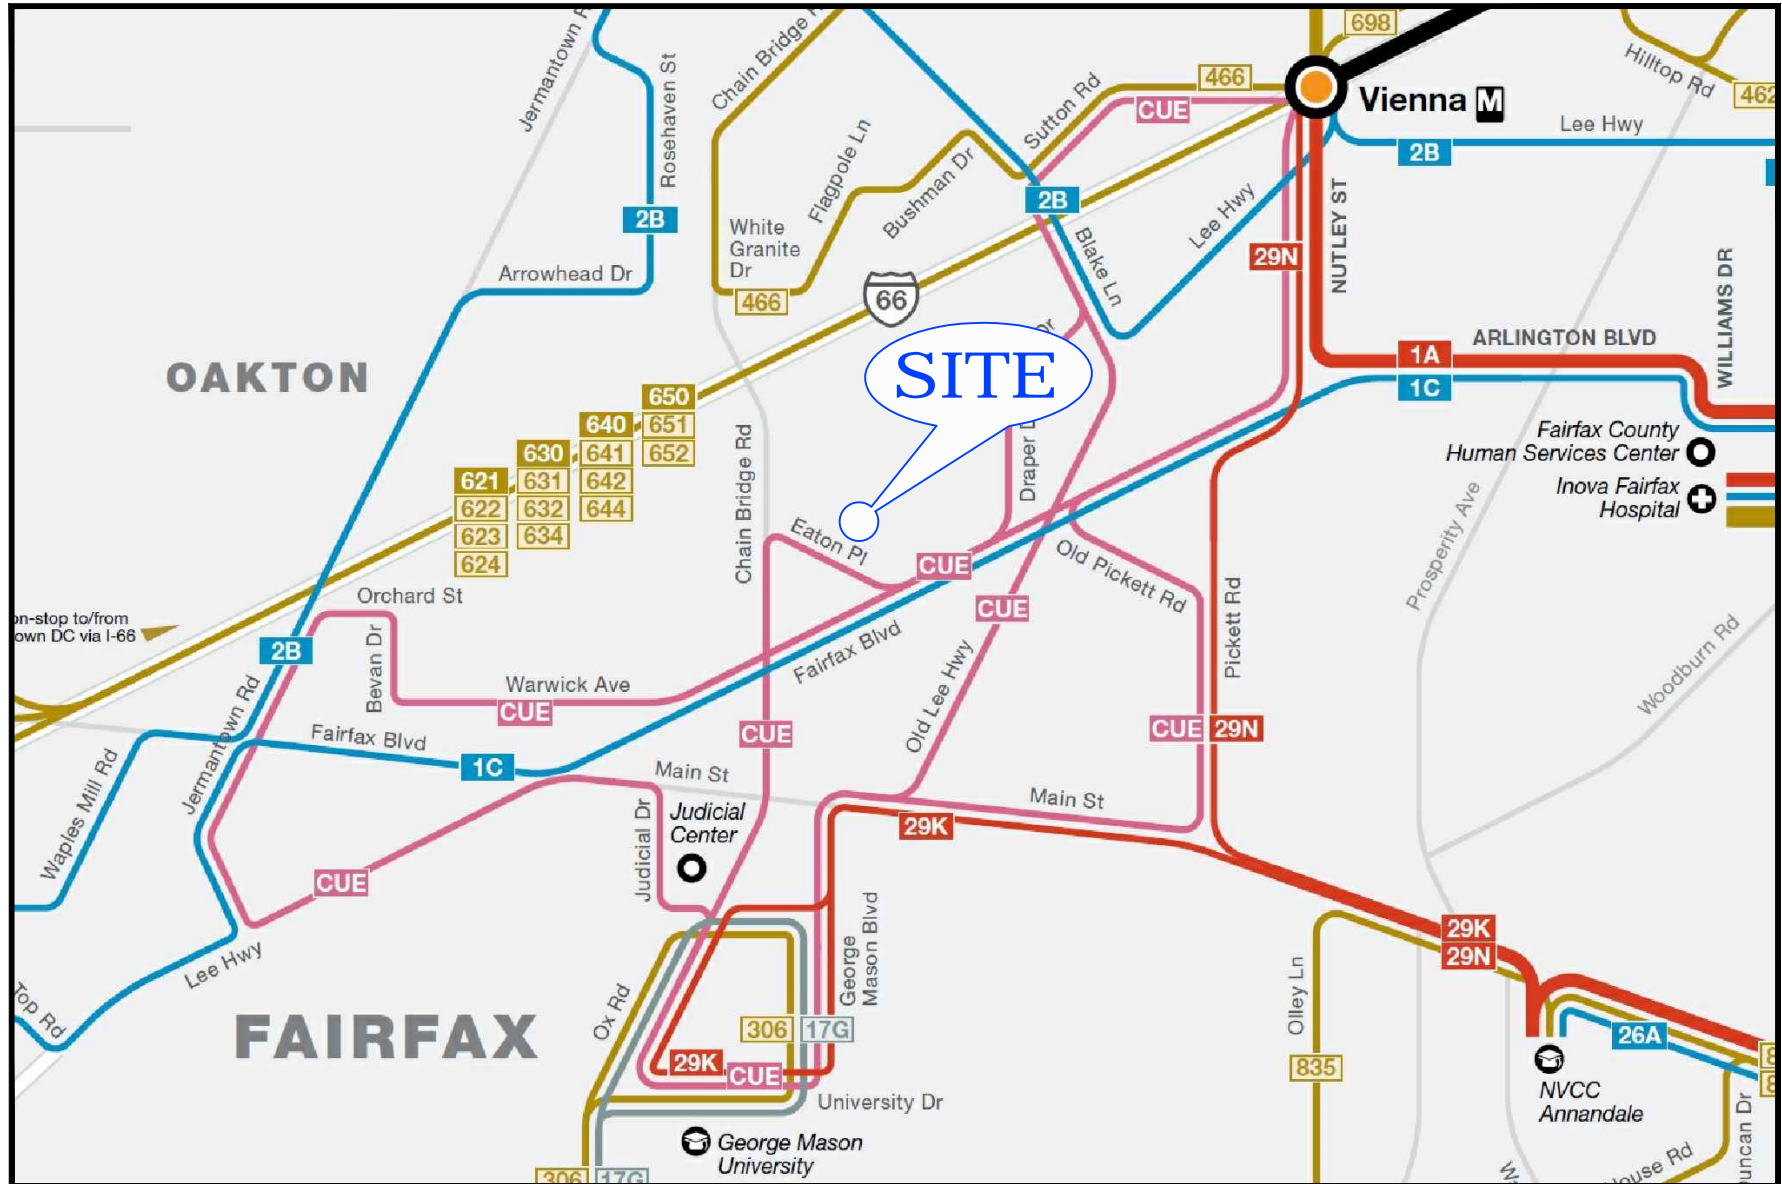 698
Hilltop Rd
462
Jermantown R
Chain Bridge R
Rosehaven St
466
Sutton Rd
CUE
Vienna M
Lee Hwy
2B
Flagpole Ln
Bushman Dr
2B
2B
NUTLEY ST
Lee Hwy
White
Granite
Dr
Blake Ln
29N
WILLIAMS DR
Arrowhead Dr
466
66
Dr
ARLINGTON BLVD
1A
1C
OAKTON
SITE
650
640
651
630
641
652
621
631
642
622
632
644
623
634
624
Chain Bridge Rd
Draper D
Fairfax County
Human Services Center
Inova Fairfax
Hospital
Eaton Pl
CUE
Old Pickett Rd
Prosperity Ave
Orchard St
CUE
Pickett Rd
on-stop to/from
own DC via I-66
2B
Bevan Dr
Fairfax Blvd
Old Lee Hwy
Woodburn Rd
Warwick Ave
CUE
Jermantown Rd
CUE
CUE
29N
Fairfax Blvd
1C
Waples Mill Rd
Main St
Main St
Judicial Dr
Judicial
Center
29K
CUE
George
Mason Blvd
29K
29N
Lee Hwy
Top Rd
Ox Rd
Olley Ln
FAIRFAX
306
17G
26A
29K
CUE
835
8
8
University Dr
NVCC
Annandale
uncan Dr
George Mason
University
306
17G
W
ouse Rd